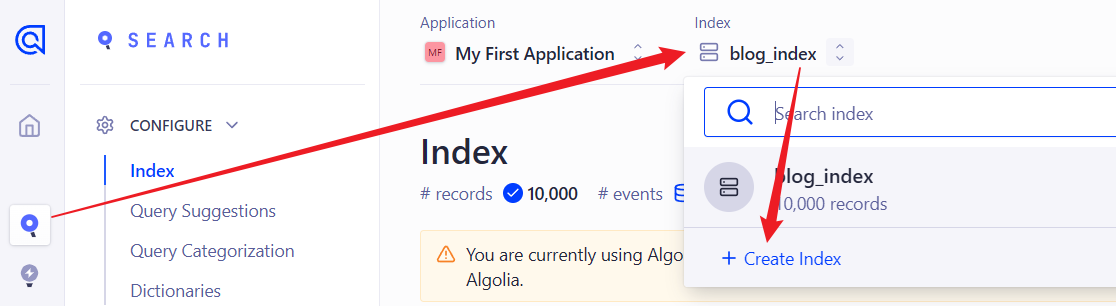 SEARCH
CONFIGURE
Index
Query Suggestions
Query Categorization
Dictionaries
Application
MF My First Application
Index
blog_index
Index
# records 10,000 # events
You are currently using Algo
Algolia.
Search index
blog_index
10,000 records
+ Create Index